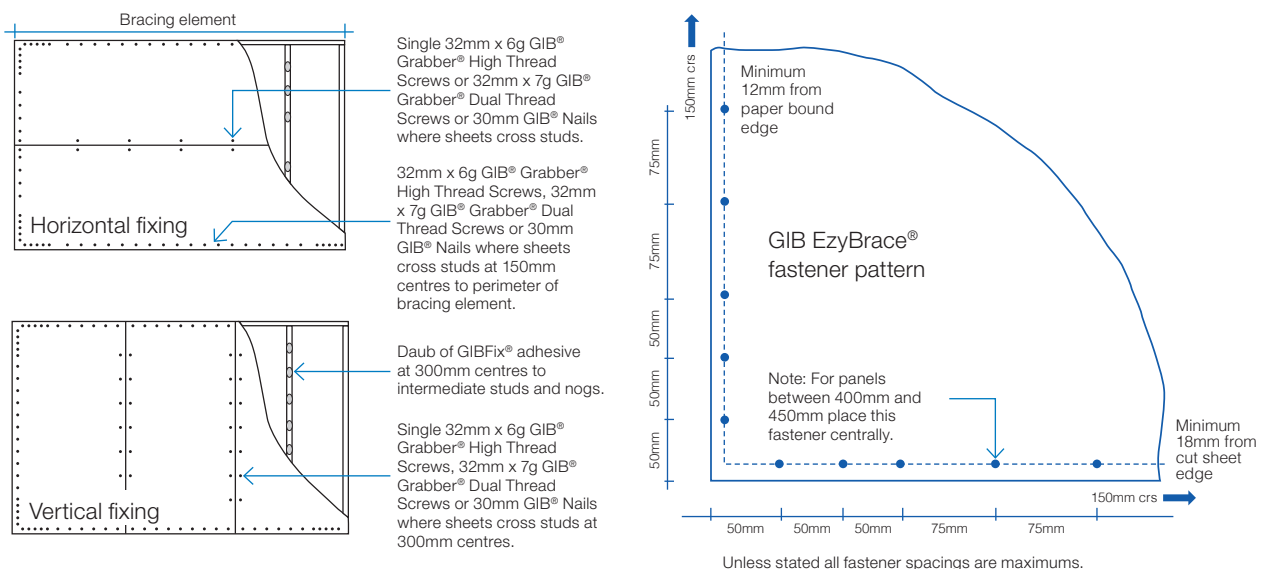 Bracing element
Single 32mm x 6g GIB®
Grabber® High Thread
Screws or 32mm x 7g GIB®
Grabber® Dual Thread
Screws or 30mm GIB® Nails
where sheets cross studs.
32mm x 6g GIB® Grabber®
High Thread Screws, 32mm
x 7g GIB® Grabber® Dual
Thread Screws or 30mm
GIB® Nails where sheets
cross studs at 150mm
centres to perimeter of
bracing element.
Horizontal fixing
Daub of GIBFix® adhesive
at 300mm centres to
intermediate studs and nogs.
Single 32mm x 6g GIB®
Grabber® High Thread
Screws, 32mm x 7g GIB®
Grabber® Dual Thread
Screws or 30mm GIB® Nails
where sheets cross studs at
300mm centres.
Vertical fixing
150mm crs
75mm
75mm
50mm
50mm
50mm
Minimum
12mm from
paper bound
edge
GIB EzyBrace®
fastener pattern
Note: For panels
between 400mm and
450mm place this
fastener centrally.
Minimum
18mm from
cut sheet
edge
150mm crs
50mm
50mm
50mm
75mm
75mm
Unless stated all fastener spacings are maximums.